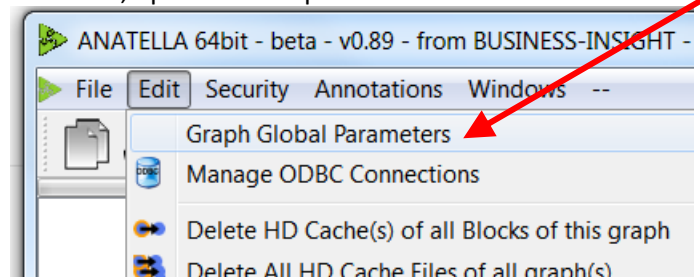 ANATELLA 64bit - beta - v0.89 - from BUSINESS-INSIGHT -
File Edit Security Annotations Windows --
Graph Global Parameters
Manage ODBC Connections
Delete HD Cache(s) of all Blocks of this graph
Delete All HD Cache Files of all graph(s)